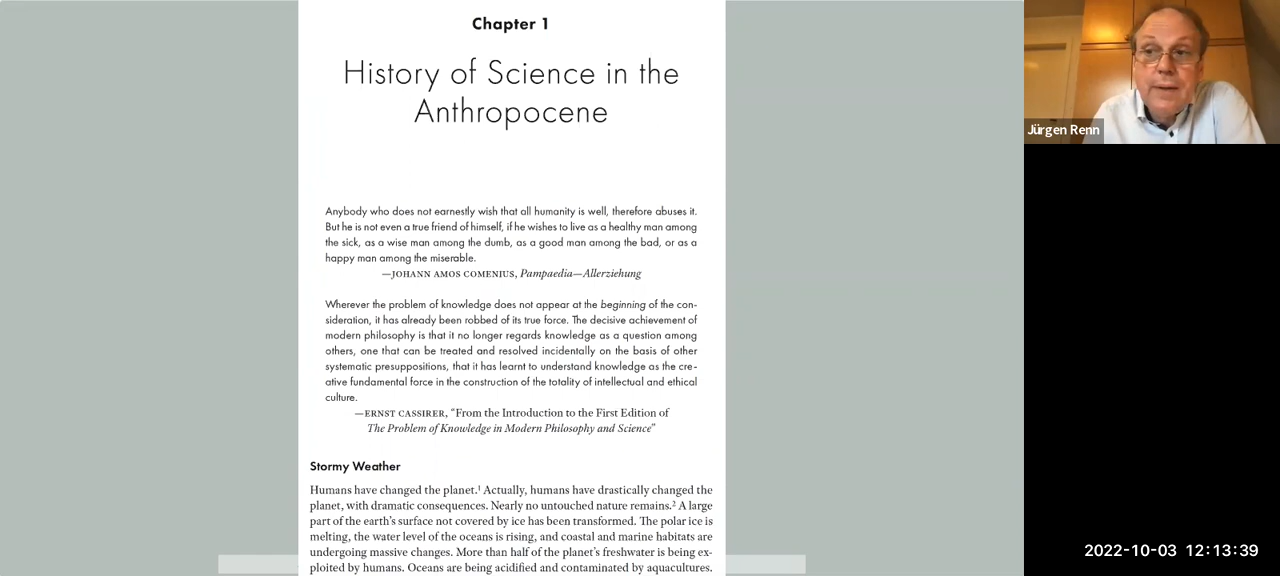 Chapter 1
History of Science in the
Anthropocene
Anybody who does not earnestly wish that all humanity is well, therefore abuses it.
But he is not even a true friend of himself, if he wishes to live as a healthy man among
the sick, as a wise man among the dumb, as a good man among the bad, or as a
happy man among the miserable.
—JOHANN AMOS COMENIUS, Pampaedia—Allerziehung
Wherever the problem of knowledge does not appear at the beginning of the con-
sideration, it has already been robbed of its true force. The decisive achievement of
modern philosophy is that it no longer regards knowledge as a question among
others, one that can be treated and resolved incidentally on the basis of other
systematic presuppositions, that it has learnt to understand knowledge as the cre-
ative fundamental force in the construction of the totality of intellectual and ethical
culture.
—ERNST CASSIRER, “From the Introduction to the First Edition of
The Problem of Knowledge in Modern Philosophy and Science”
Stormy Weather
Humans have changed the planet.¹ Actually, humans have drastically changed the
planet, with dramatic consequences. Nearly no untouched nature remains.² A large
part of the earth’s surface not covered by ice has been transformed. The polar ice is
melting, the water level of the oceans is rising, and coastal and marine habitats are
undergoing massive changes. More than half of the planet’s freshwater is being ex-
ploited by humans. Oceans are being acidified and contaminated by aquacultures.
Jürgen Renn
2022-10-03 12:13:39